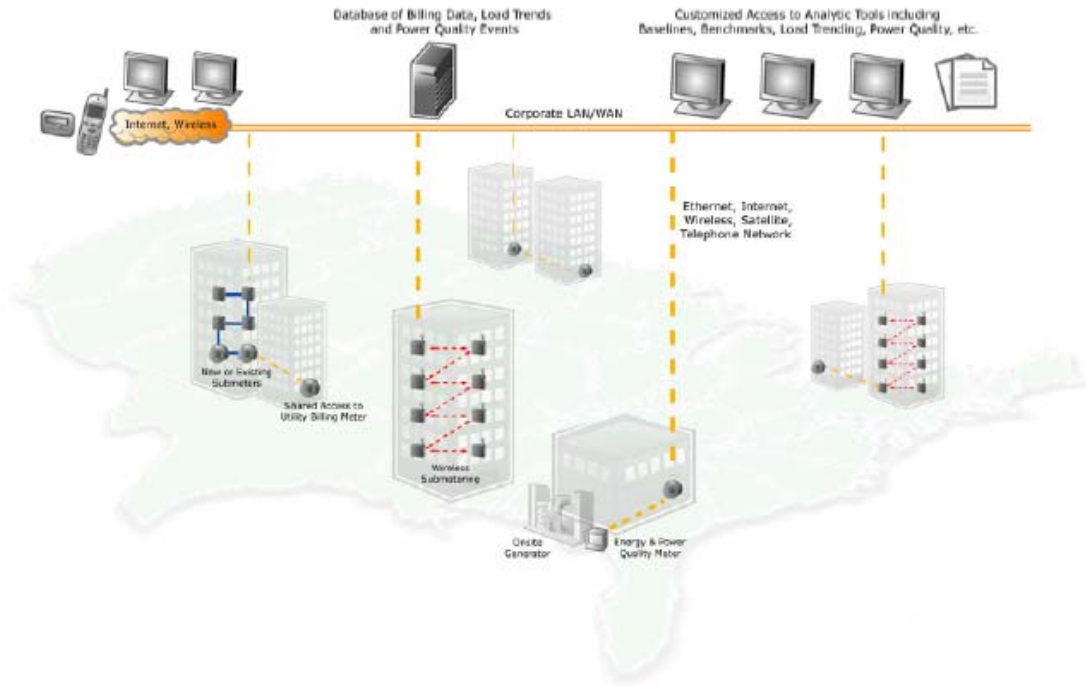 Database of Billing Data, Load Trends
and Power Quality Events
Customized Access to Analytic Tools including
Baselines, Benchmarks, Load Trending, Power Quality, etc.
Internet, Wireless
Corporate LAN/WAN
Ethernet, Internet,
Wireless, Satellite,
Telephone Network
New or Existing
Submeters
Shared Access to
Utility Billing Meter
Wireless
Submetering
Onsite
Generator
Energy & Power
Quality Meter